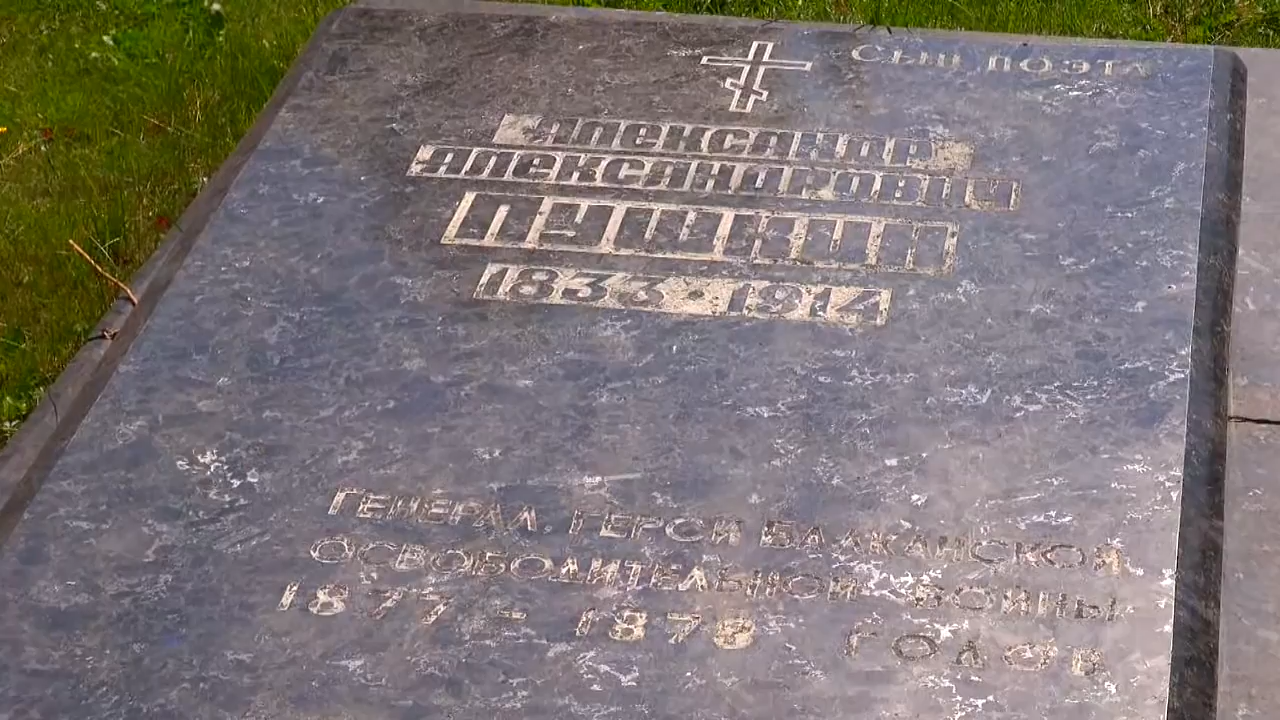 Сын поэта
АЛЕКСАНДР
АЛЕКСАНДРОВИЧ
ПУШКИН
1833 • 1914
ГЕНЕРАЛ, ГЕРОЙ БАЛКАНСКОЙ
ОСВОБОДИТЕЛЬНОЙ ВОЙНЫ
1877 - 1878 ГОДОВ